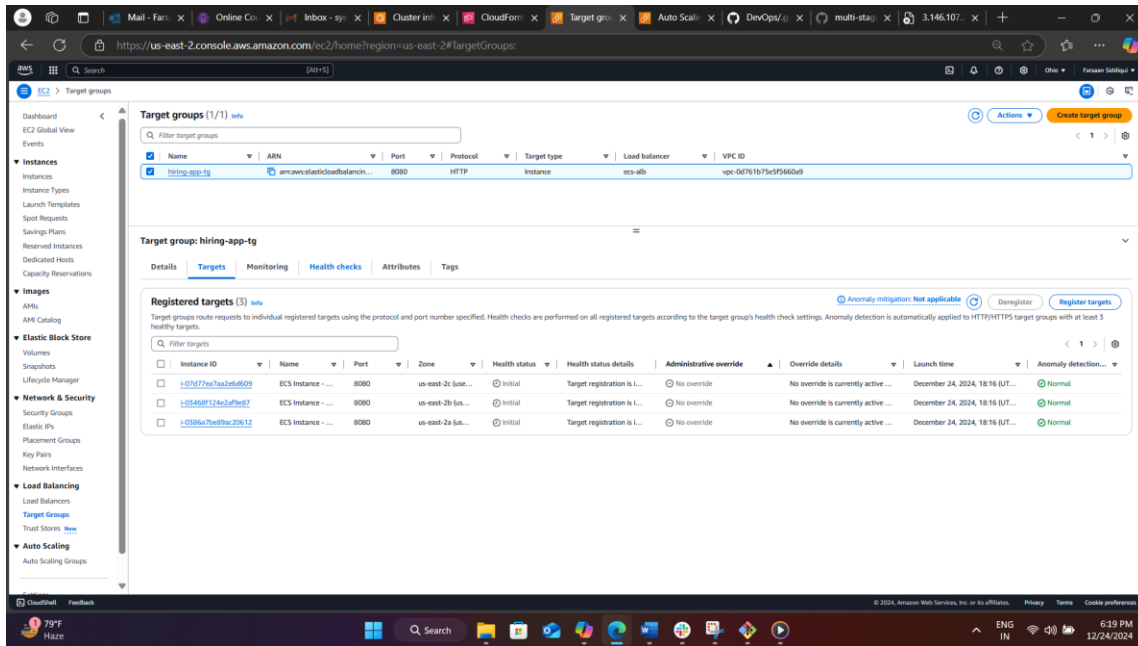 Mail - Fars
Online Cou
Inbox - sy
Cluster inf
CloudForm
Target gro
Auto Scalin
DevOps/.g
multi-stag
3.146.107.
https://us-east-2.console.aws.amazon.com/ec2/home?region=us-east-2#TargetGroups:
aws
Search
[Alt+S]
Ohio
Farsaan Siddiqui
EC2 > Target groups
Dashboard
EC2 Global View
Events
Instances
Instances
Instance Types
Launch Templates
Spot Requests
Savings Plans
Reserved Instances
Dedicated Hosts
Capacity Reservations
Images
AMIs
AMI Catalog
Elastic Block Store
Volumes
Snapshots
Lifecycle Manager
Network & Security
Security Groups
Elastic IPs
Placement Groups
Key Pairs
Network Interfaces
Load Balancing
Load Balancers
Target Groups
Trust Stores New
Auto Scaling
Auto Scaling Groups
Target groups (1/1) Info
Actions
Create target group
Filter target groups
1
Name ARN Port Protocol Target type Load balancer VPC ID
hiring-app-tg arn:aws:elasticloadbalancin... 8080 HTTP Instance ecs-alb vpc-0d761b75e5f5660a9
Target group: hiring-app-tg
Details Targets Monitoring Health checks Attributes Tags
Registered targets (3) Info
Anomaly mitigation: Not applicable
Deregister
Register targets
Target groups route requests to individual registered targets using the protocol and port number specified. Health checks are performed on all registered targets according to the target group's health check settings. Anomaly detection is automatically applied to HTTP/HTTPS target groups with at least 3
healthy targets.
Filter targets
1
Instance ID Name Port Zone Health status Health status details Administrative override Override details Launch time Anomaly detection...
i-07d77ea7aa2e6d609 ECS Instance - ... 8080 us-east-2c (use... Initial Target registration is i... No override No override is currently active ... December 24, 2024, 18:16 (UT... Normal
i-03468f124e2af9e87 ECS Instance - ... 8080 us-east-2b (us... Initial Target registration is i... No override No override is currently active ... December 24, 2024, 18:16 (UT... Normal
i-0386a7be89ac20612 ECS Instance - ... 8080 us-east-2a (us... Initial Target registration is i... No override No override is currently active ... December 24, 2024, 18:16 (UT... Normal
CloudShell Feedback
© 2024, Amazon Web Services, Inc. or its affiliates. Privacy Terms Cookie preferences
1
79°F
Haze
Search
ENG
IN
6:19 PM
12/24/2024